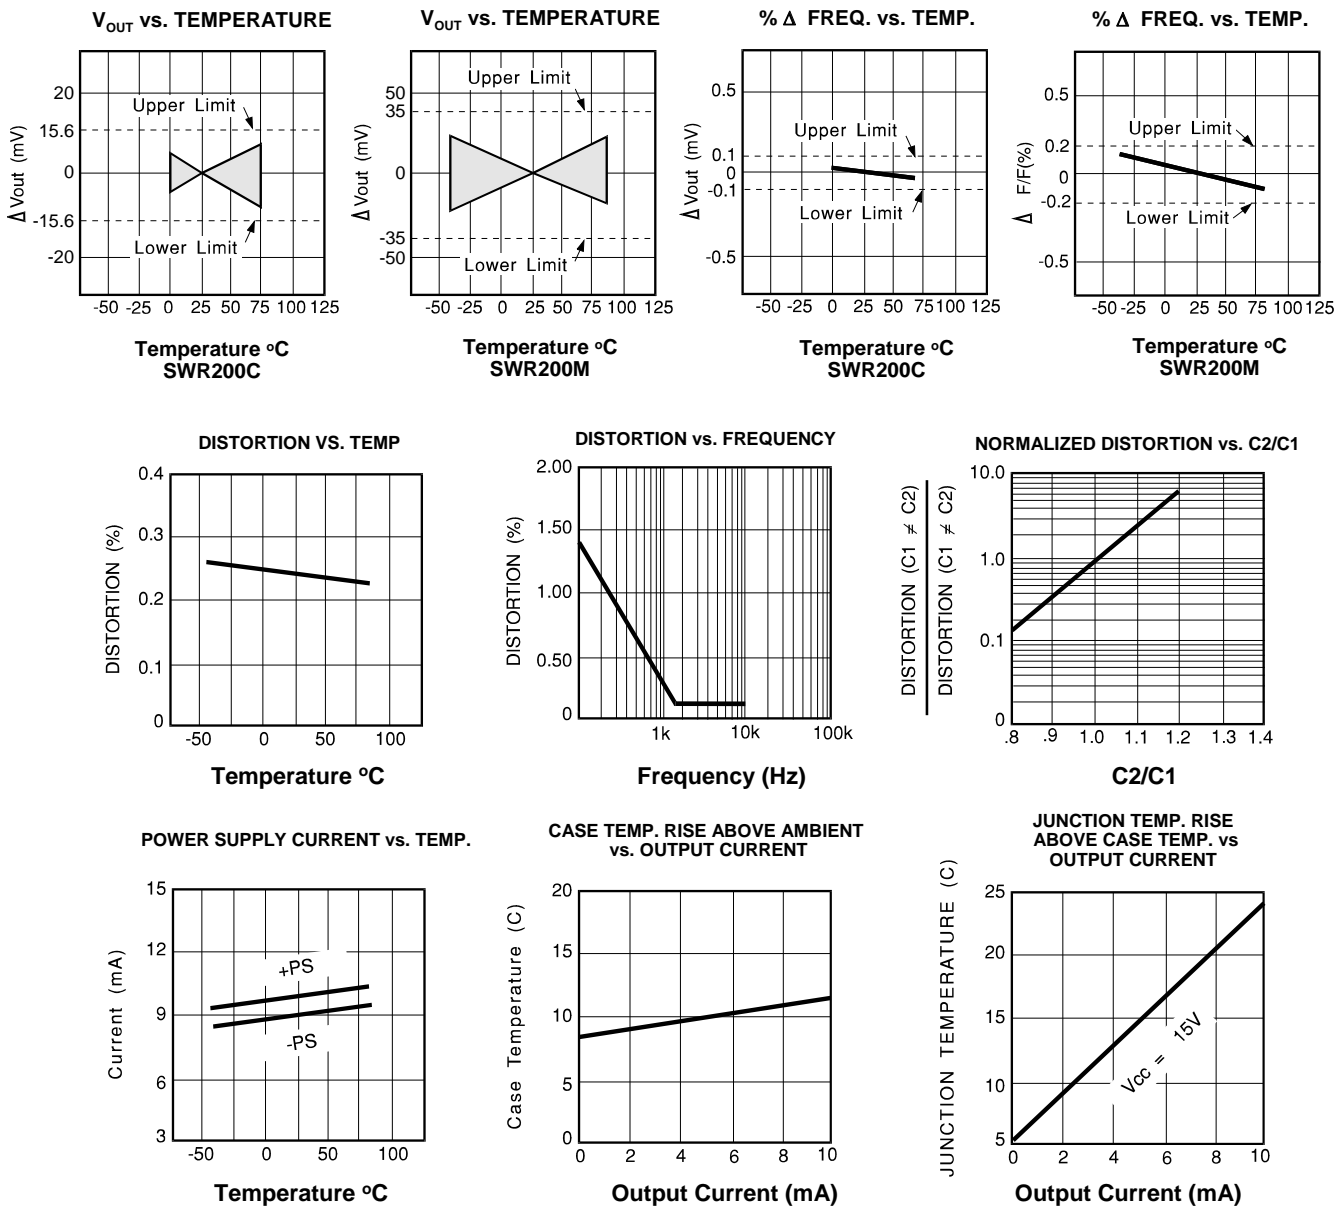 V_OUT vs. TEMPERATURE
Δ Vout (mV)
20
15.6
0
-15.6
-20
Upper Limit
Lower Limit
-50 -25 0 25 50 75 100 125
Temperature °C
SWR200C
V_OUT vs. TEMPERATURE
Δ Vout (mV)
50
35
0
-35
-50
Upper Limit
Lower Limit
-50 -25 0 25 50 75 100 125
Temperature °C
SWR200M
% Δ FREQ. vs. TEMP.
Δ Vout (mV)
0.5
0.1
0
-0.1
-0.5
Upper Limit
Lower Limit
-50 -25 0 25 50 75 100 125
Temperature °C
SWR200C
% Δ FREQ. vs. TEMP.
Δ F/F(%)
0.5
0.2
0
-0.2
-0.5
Upper Limit
Lower Limit
-50 -25 0 25 50 75 100 125
Temperature °C
SWR200M
DISTORTION VS. TEMP
DISTORTION (%)
0.4
0.3
0.2
0.1
0
-50 0 50 100
Temperature °C
DISTORTION vs. FREQUENCY
DISTORTION (%)
2.00
1.50
1.00
0.50
0
1k 10k 100k
Frequency (Hz)
NORMALIZED DISTORTION vs. C2/C1
DISTORTION (C1 ≠ C2)
DISTORTION (C1 ≠ C2)
10.0
1.0
0.1
0
.8 .9 1.0 1.1 1.2 1.3 1.4
C2/C1
POWER SUPPLY CURRENT vs. TEMP.
Current (mA)
15
12
9
6
3
+PS
-PS
-50 0 50 100
Temperature °C
CASE TEMP. RISE ABOVE AMBIENT
vs. OUTPUT CURRENT
Case Temperature (C)
20
15
10
5
0
0 2 4 6 8 10
Output Current (mA)
JUNCTION TEMP. RISE
ABOVE CASE TEMP. vs
OUTPUT CURRENT
JUNCTION TEMPERATURE (C)
25
20
15
10
5
Vcc = 15V
0 2 4 6 8 10
Output Current (mA)